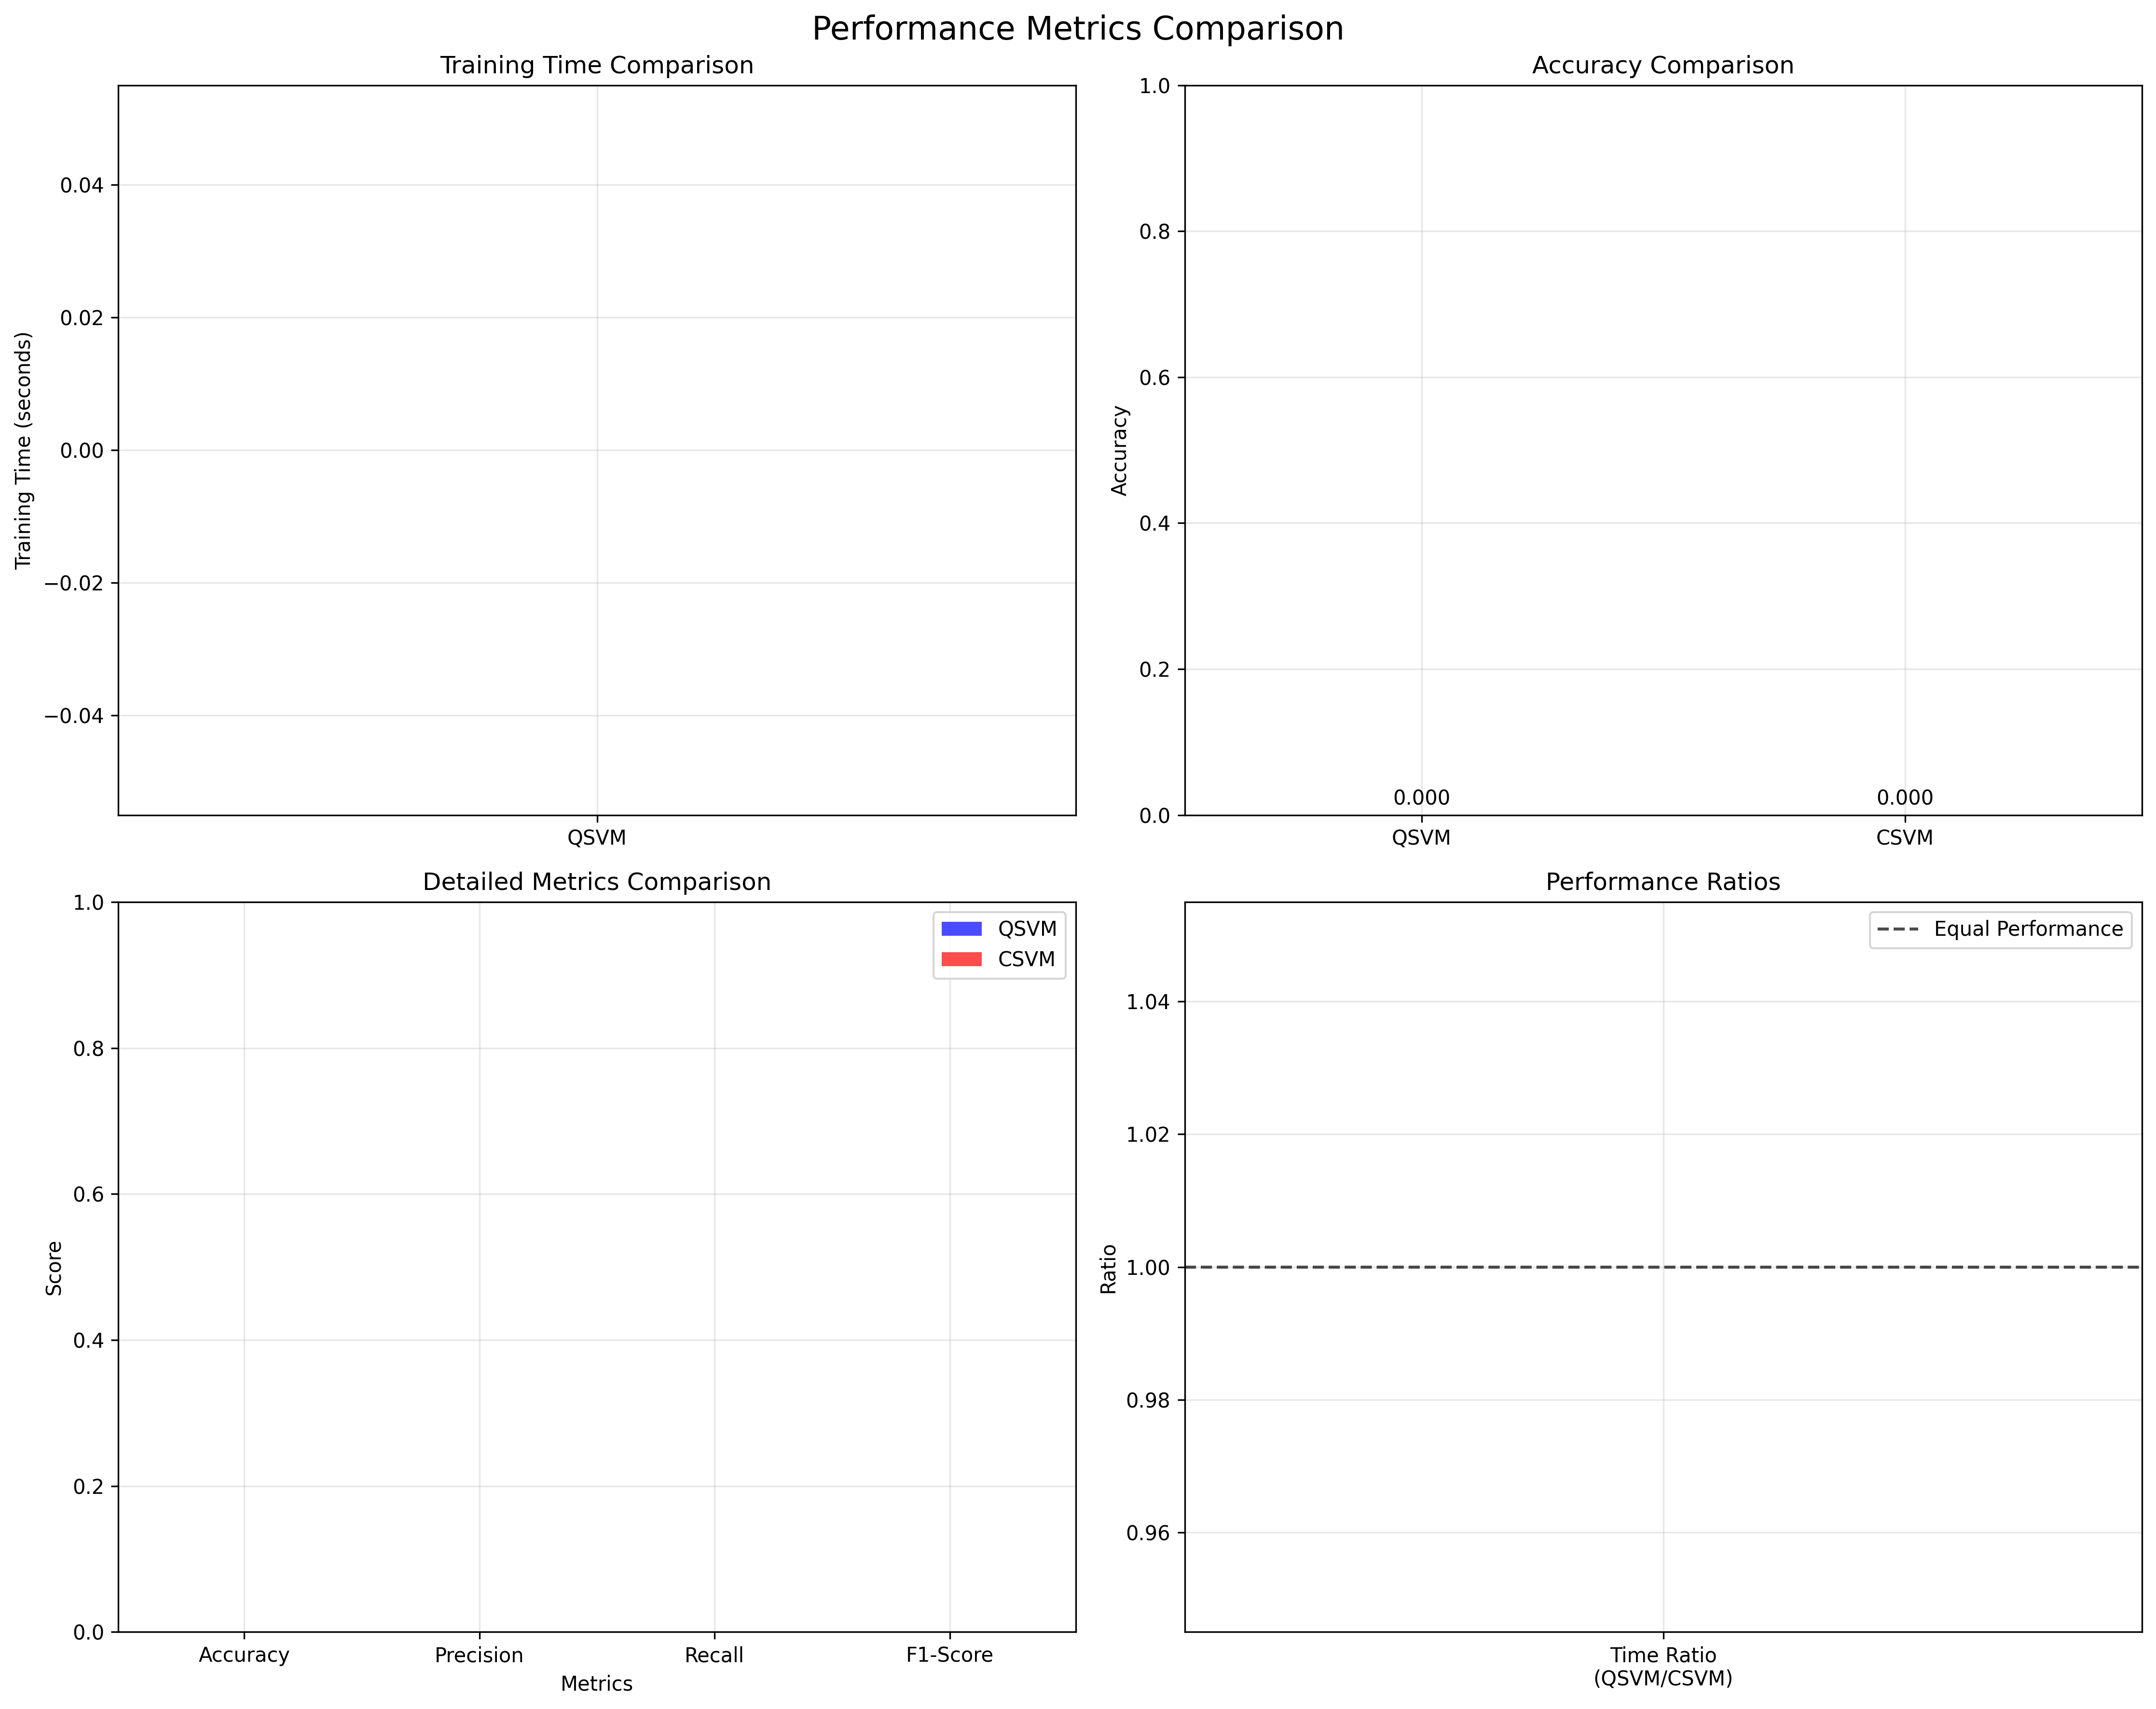 Performance Metrics Comparison
Training Time Comparison
Training Time (seconds)
0.04
0.02
0.00
−0.02
−0.04
QSVM
Accuracy Comparison
Accuracy
1.0
0.8
0.6
0.4
0.2
0.0
0.000
0.000
QSVM
CSVM
Detailed Metrics Comparison
Score
1.0
0.8
0.6
0.4
0.2
0.0
QSVM
CSVM
Accuracy
Precision
Recall
F1-Score
Metrics
Performance Ratios
Ratio
Equal Performance
1.04
1.02
1.00
0.98
0.96
Time Ratio
(QSVM/CSVM)